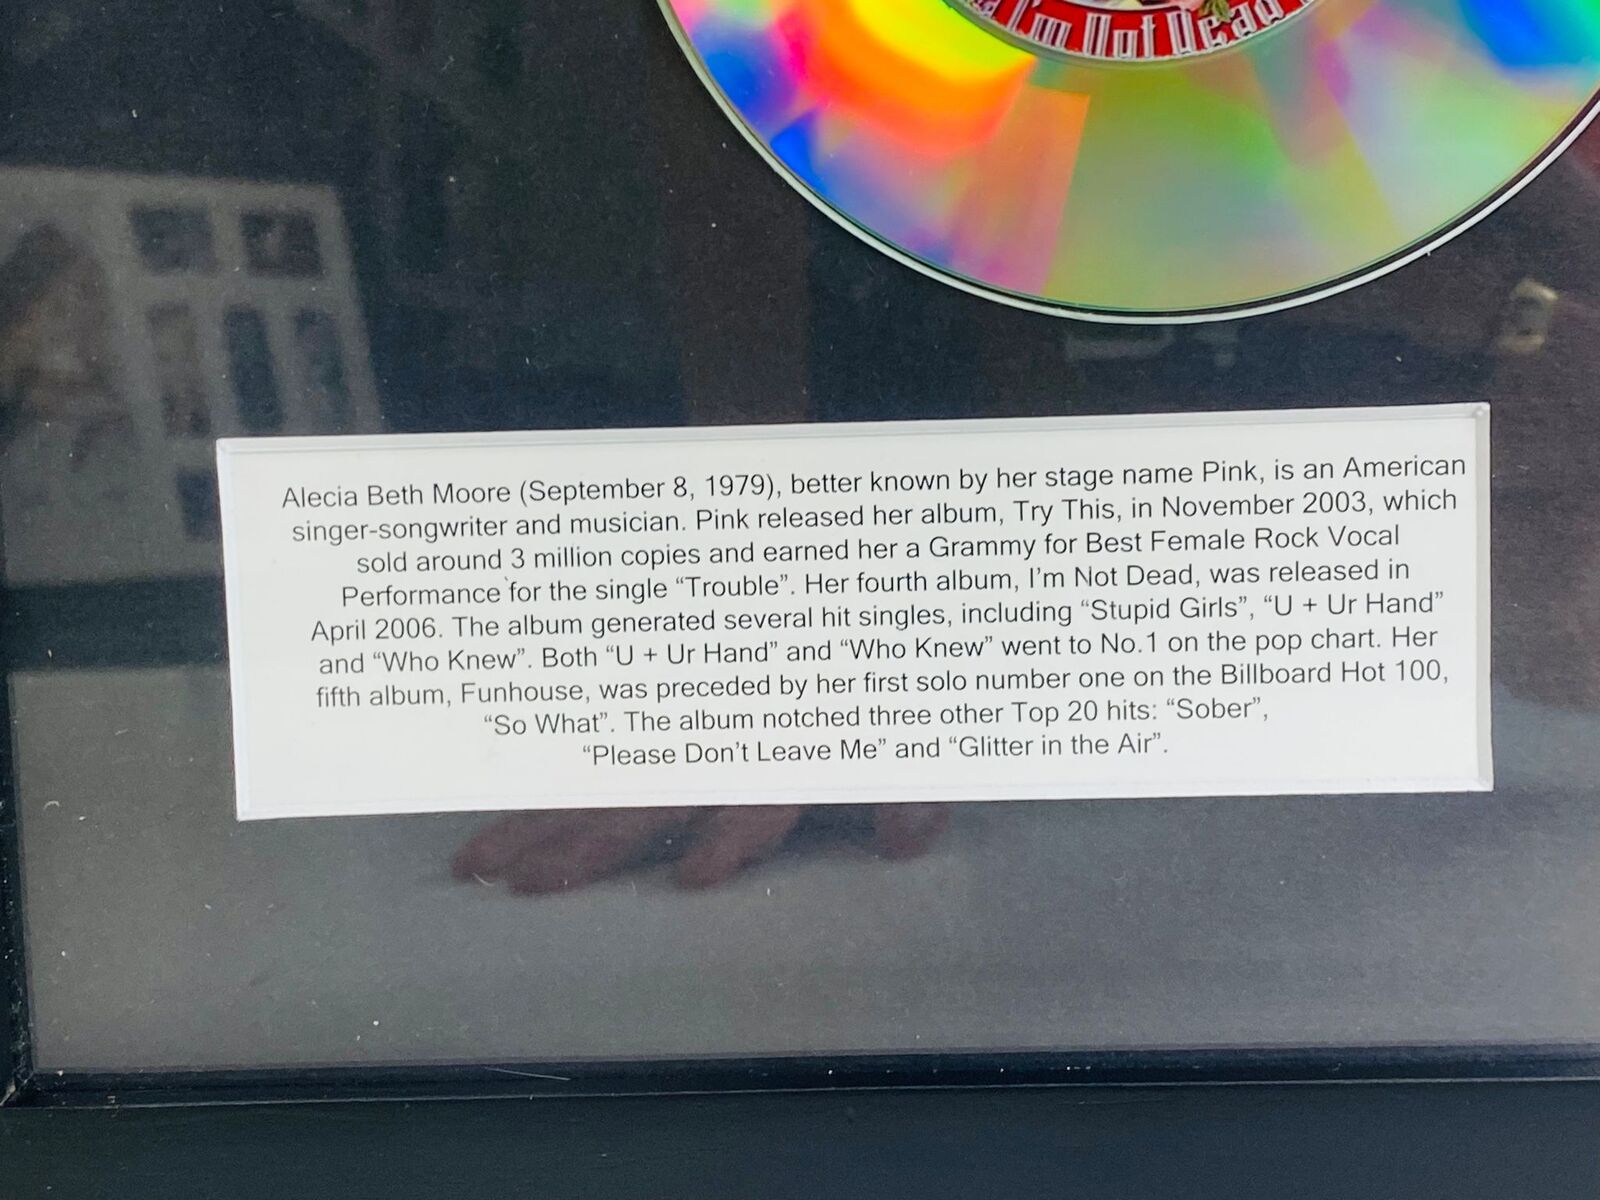 I'm Not Dead
Alecia Beth Moore (September 8, 1979), better known by her stage name Pink, is an American
singer-songwriter and musician. Pink released her album, Try This, in November 2003, which
sold around 3 million copies and earned her a Grammy for Best Female Rock Vocal
Performance for the single “Trouble”. Her fourth album, I'm Not Dead, was released in
April 2006. The album generated several hit singles, including “Stupid Girls”, “U + Ur Hand”
and “Who Knew”. Both “U + Ur Hand” and “Who Knew” went to No.1 on the pop chart. Her
fifth album, Funhouse, was preceded by her first solo number one on the Billboard Hot 100,
“So What”. The album notched three other Top 20 hits: “Sober”,
“Please Don't Leave Me” and “Glitter in the Air”.